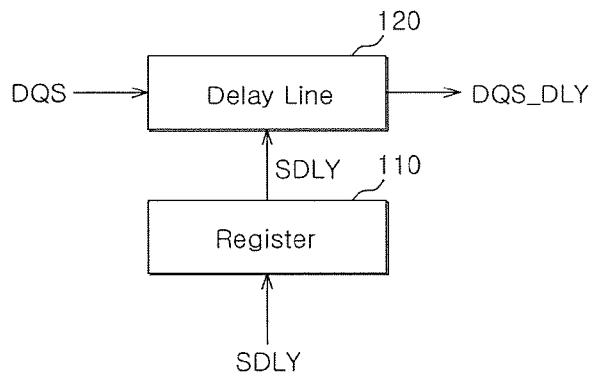 120
DQS
Delay Line
DQS_DLY
SDLY
110
Register
SDLY